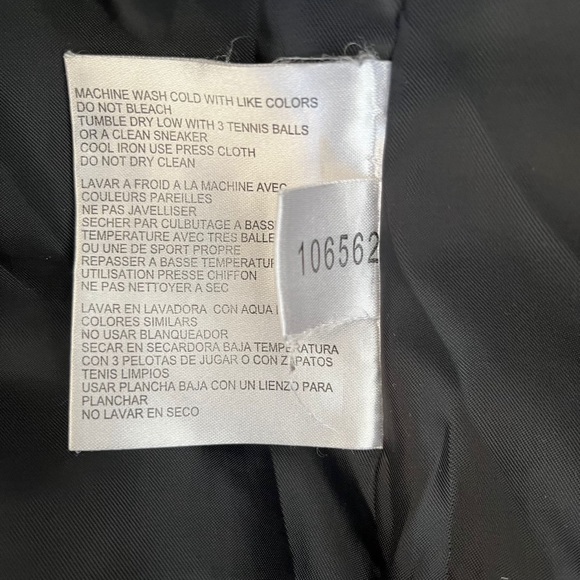 MACHINE WASH COLD WITH LIKE COLORS
DO NOT BLEACH
TUMBLE DRY LOW WITH 3 TENNIS BALLS
OR A CLEAN SNEAKER
COOL IRON USE PRESS CLOTH
DO NOT DRY CLEAN
LAVAR A FROID A LA MACHINE AVEC
COULEURS PAREILLES
NE PAS JAVELLISER
SECHER PAR CULBUTAGE A BASS
TEMPERATURE AVEC TRES BALLE
OU UNE DE SPORT PROPRE
REPASSER A BASSE TEMPERATU
UTILISATION PRESSE CHIFFON
NE PAS NETTOYER A SEC
106562
LAVAR EN LAVADORA CON AQUA
COLORES SIMILARS
NO USAR BLANQUEADOR
SECAR EN SECARDORA BAJA TEMPERATURA
CON 3 PELOTAS DE JUGAR O CON ZAPATOS
TENIS LIMPIOS
USAR PLANCHA BAJA CON UN LIENZO PARA
PLANCHAR
NO LAVAR EN SECO